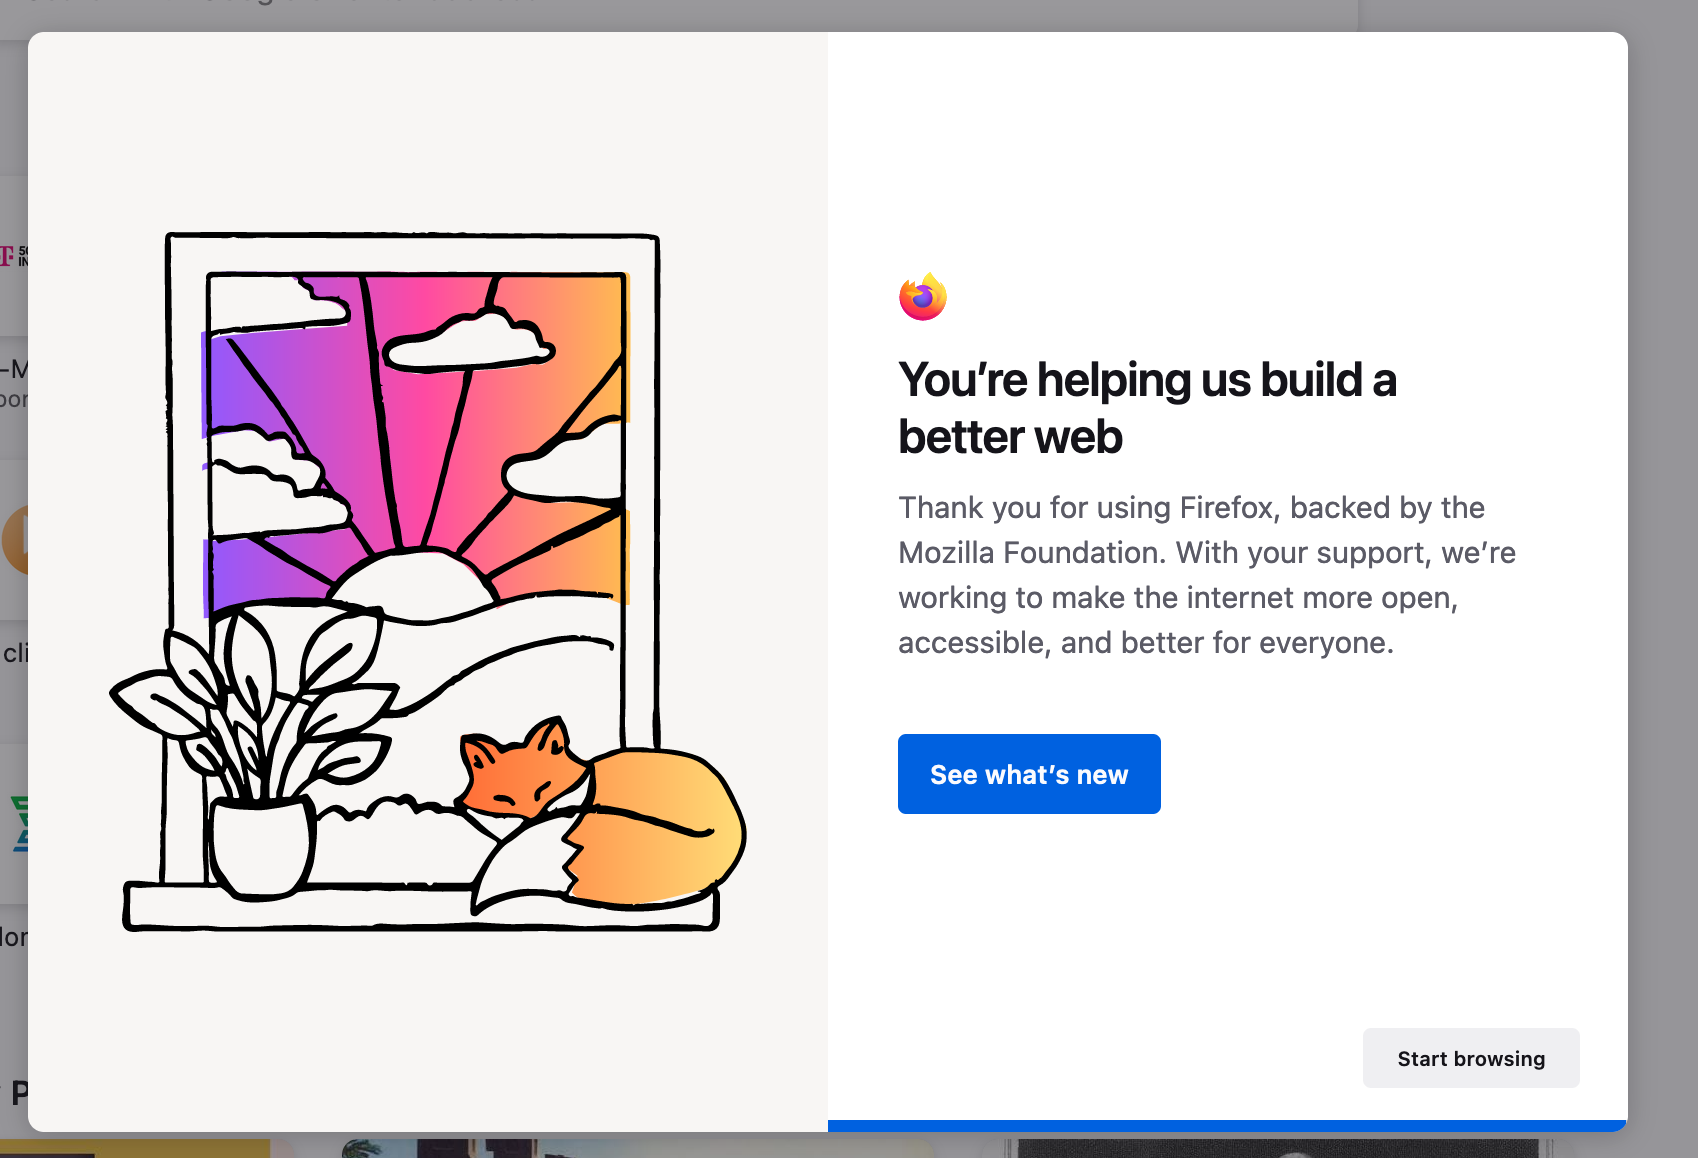 You’re helping us build a
better web
Thank you for using Firefox, backed by the
Mozilla Foundation. With your support, we’re
working to make the internet more open,
accessible, and better for everyone.
See what’s new
Start browsing